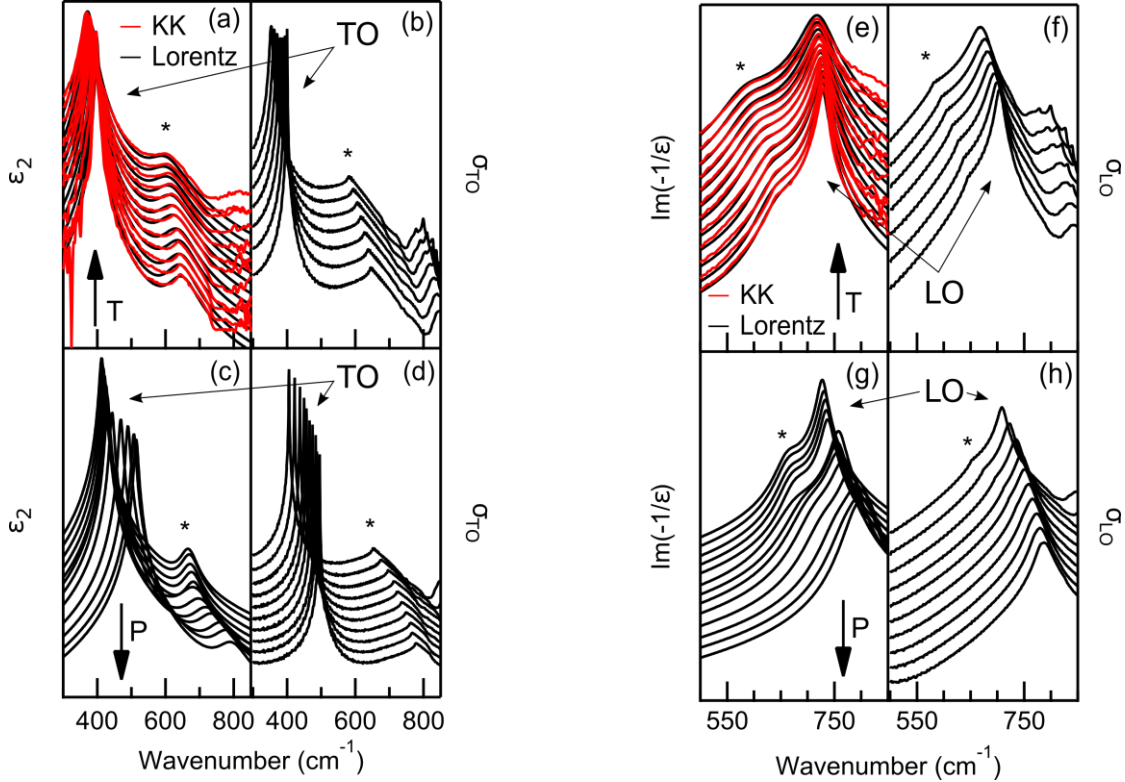 (a)
KK
Lorentz
TO
(b)
*
*
ε₂
σTO
T
(c)
TO
(d)
*
*
ε₂
σTO
P
400 600 800
400 600 800
Wavenumber (cm⁻¹)
(e)
(f)
*
*
Im(-1/ε)
σLO
LO
KK
Lorentz
T
(g)
LO
(h)
*
*
Im(-1/ε)
σLO
P
550 750
550 750
Wavenumber (cm⁻¹)